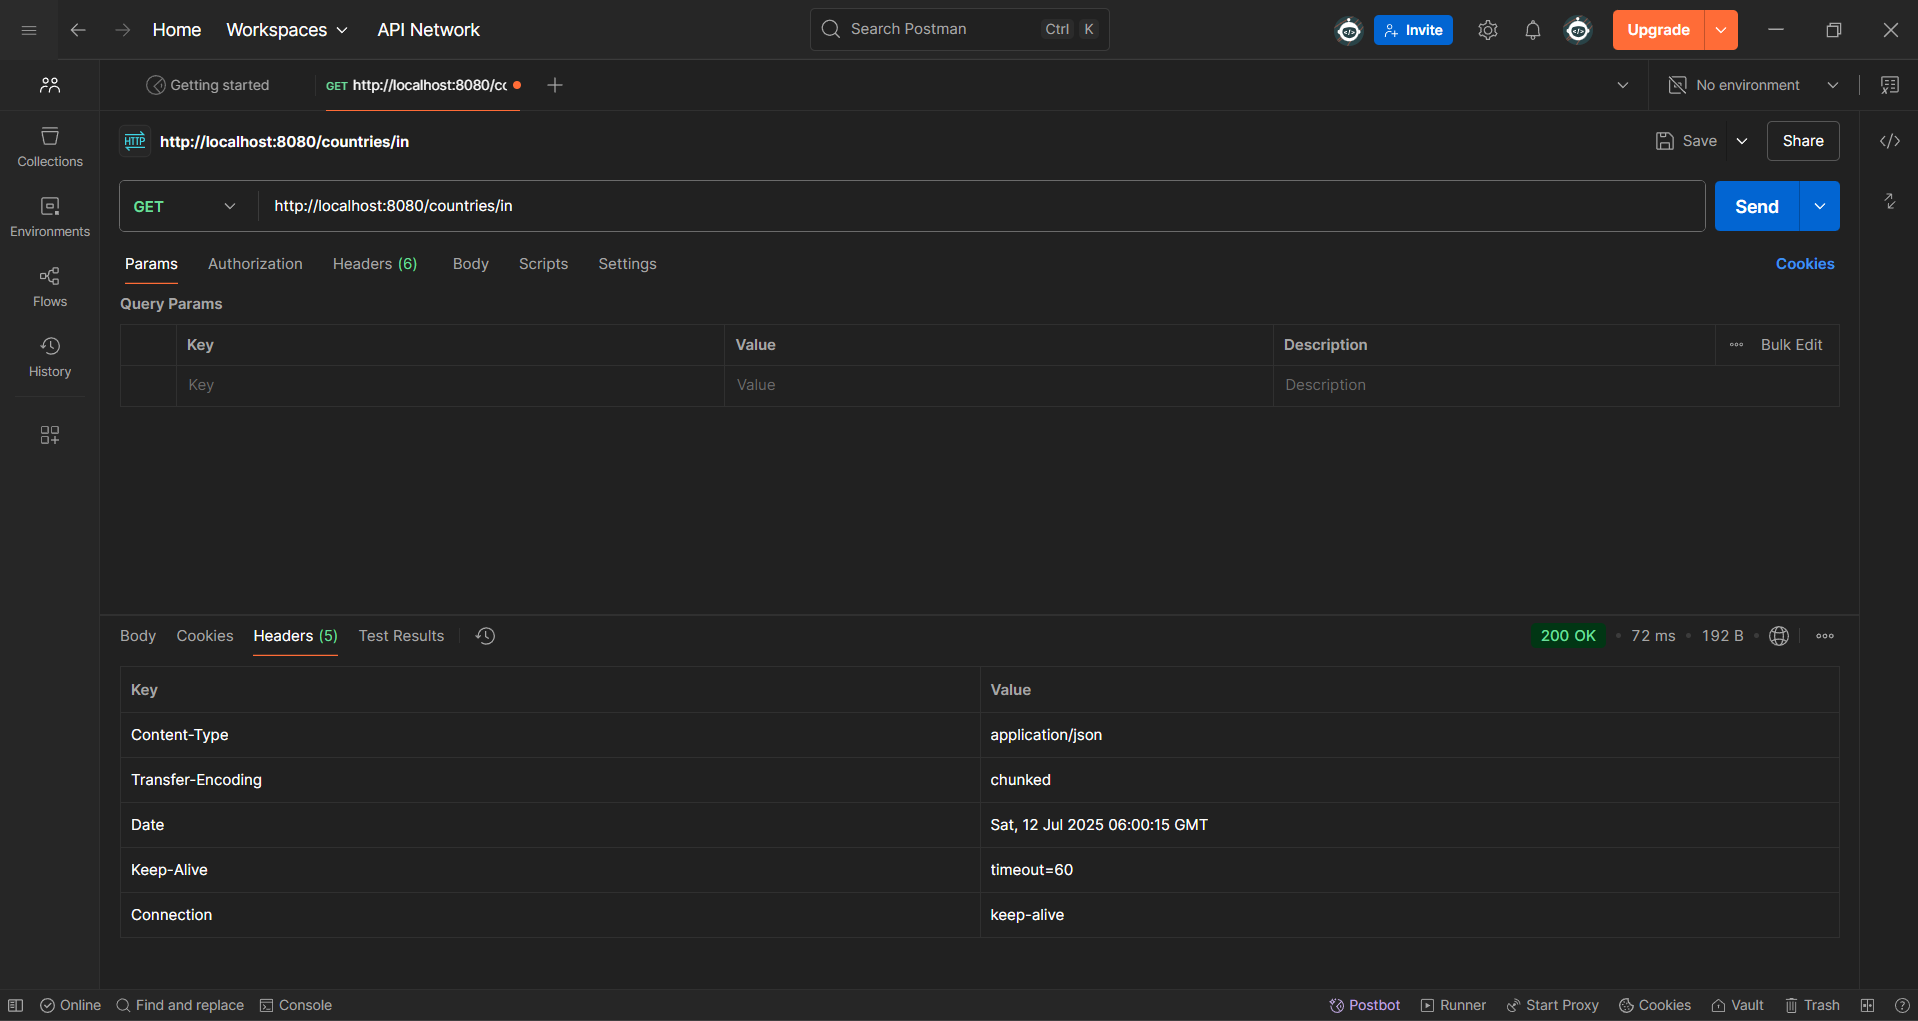 Home Workspaces API Network Search Postman Ctrl K Invite Upgrade
Getting started GET http://localhost:8080/cc No environment
HTTP http://localhost:8080/countries/in Save Share
Collections
GET http://localhost:8080/countries/in Send
Environments
Params Authorization Headers (6) Body Scripts Settings Cookies
Flows
Query Params
Key Value Description Bulk Edit
History
Key Value Description
Body Cookies Headers (5) Test Results 200 OK • 72 ms • 192 B •
Key Value
Content-Type application/json
Transfer-Encoding chunked
Date Sat, 12 Jul 2025 06:00:15 GMT
Keep-Alive timeout=60
Connection keep-alive
Online Find and replace Console Postbot Runner Start Proxy Cookies Vault Trash